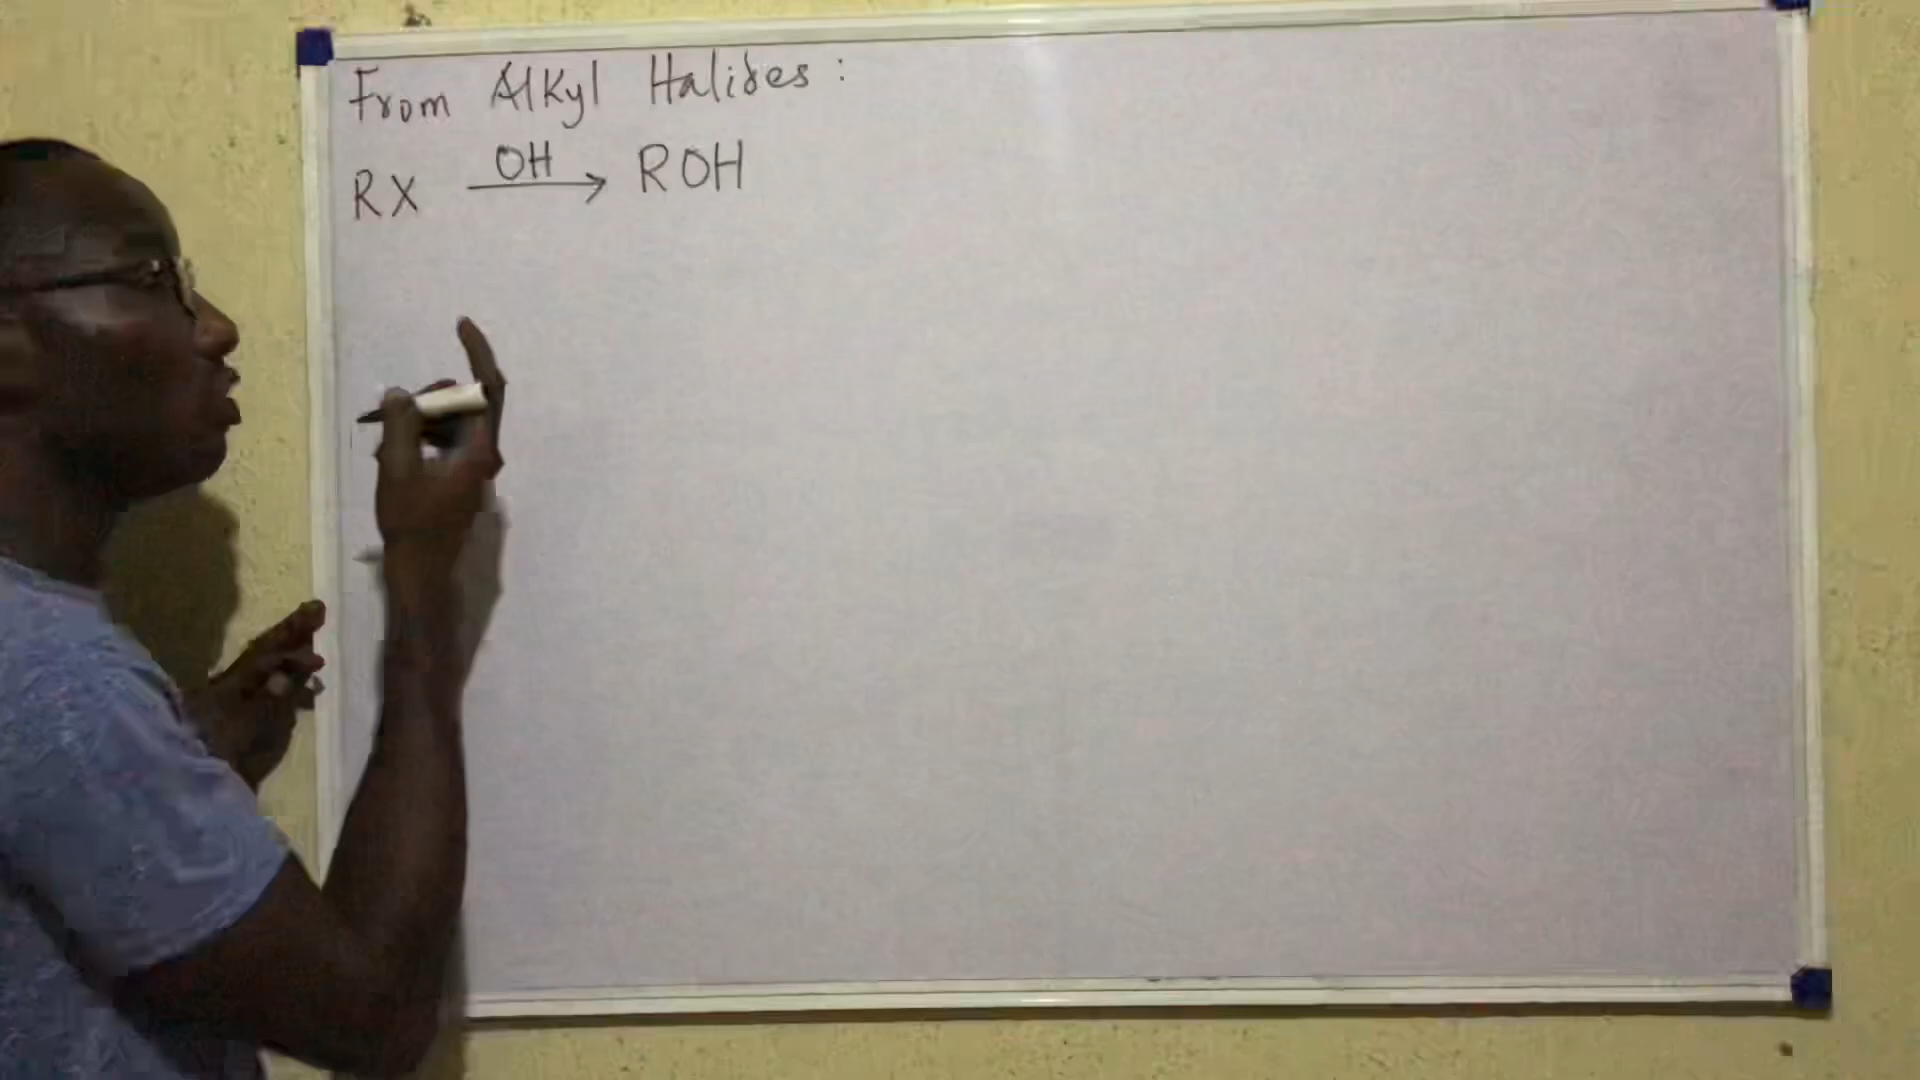 From Alkyl Halides :
RX OH → ROH